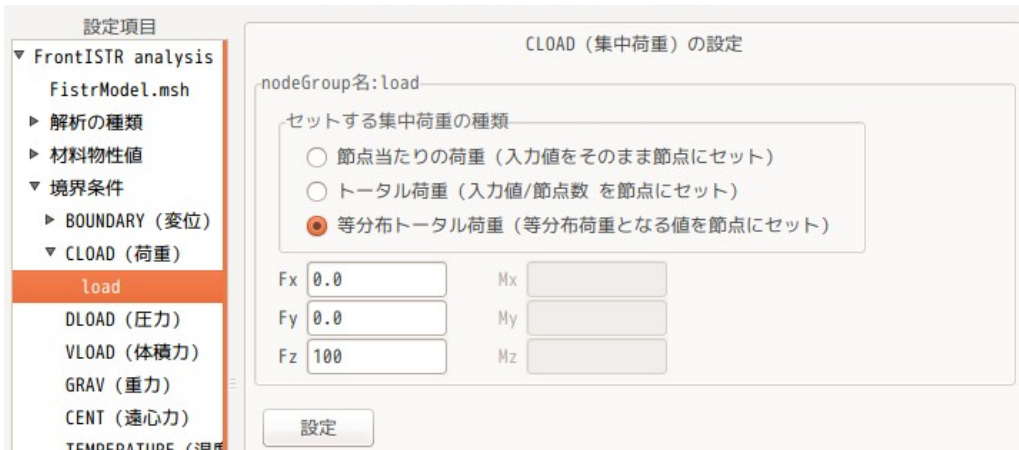 設定項目
▼ FrontISTR analysis
FistrModel.msh
▶ 解析の種類
▶ 材料物性値
▼ 境界条件
▶ BOUNDARY (変位)
▼ CLOAD (荷重)
load
DLOAD (圧力)
VLOAD (体積力)
GRAV (重力)
CENT (遠心力)
TEMPERATURE (温度
CLOAD (集中荷重) の設定
nodeGroup名:load
セットする集中荷重の種類
節点当たりの荷重 (入力値をそのまま節点にセット)
トータル荷重 (入力値/節点数 を節点にセット)
等分布トータル荷重 (等分布荷重となる値を節点にセット)
Fx 0.0 Mx
Fy 0.0 My
Fz 100 Mz
設定